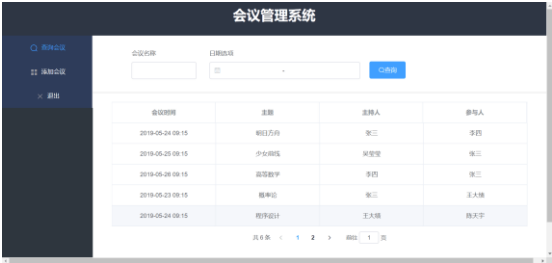 会议管理系统
查询会议
添加会议
× 退出
会议名称 日期选项
- 查询
会议时间 主题 主持人 参与人
2019-05-24 09:15 明日方舟 张三 李四
2019-05-25 09:15 少女前线 吴莹莹 张三
2019-05-26 09:15 高等数学 李四 张三
2019-05-23 09:15 概率论 张三 王大锤
2019-05-24 09:15 程序设计 王大锤 陈天宇
共 6 条 < 1 2 > 前往 1 页